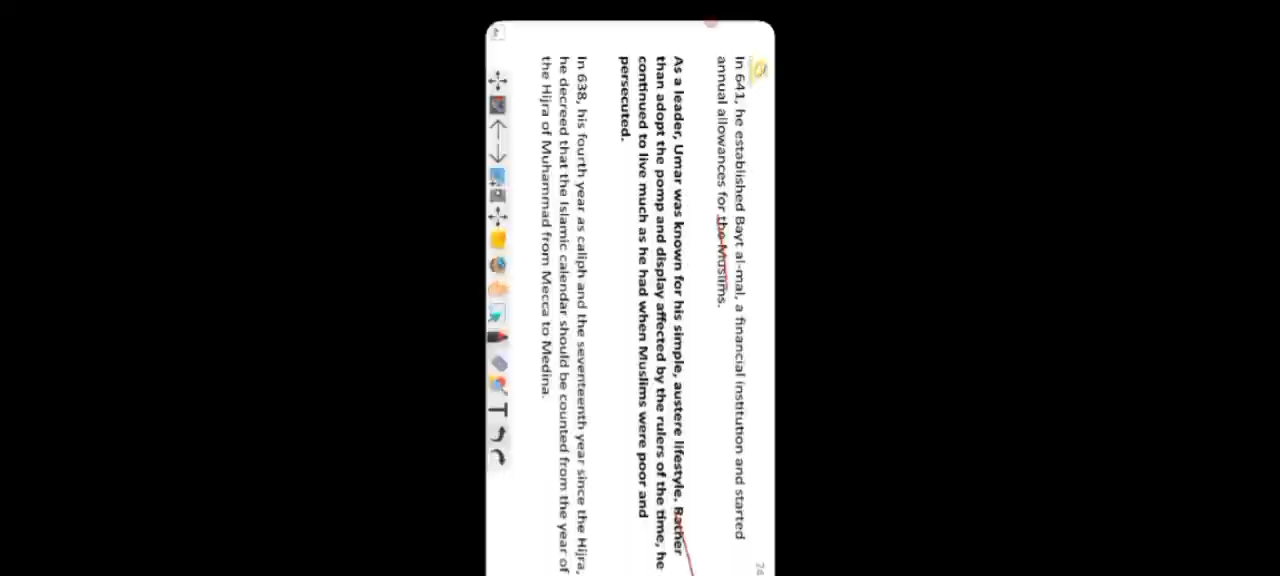 24
In 641, he established Bayt al-mal, a financial institution and started
annual allowances for the Muslims.
As a leader, Umar was known for his simple, austere lifestyle. Rather
than adopt the pomp and display affected by the rulers of the time, he
continued to live much as he had when Muslims were poor and
persecuted.
In 638, his fourth year as caliph and the seventeenth year since the Hijra,
he decreed that the Islamic calendar should be counted from the year of
the Hijra of Muhammad from Mecca to Medina.
T